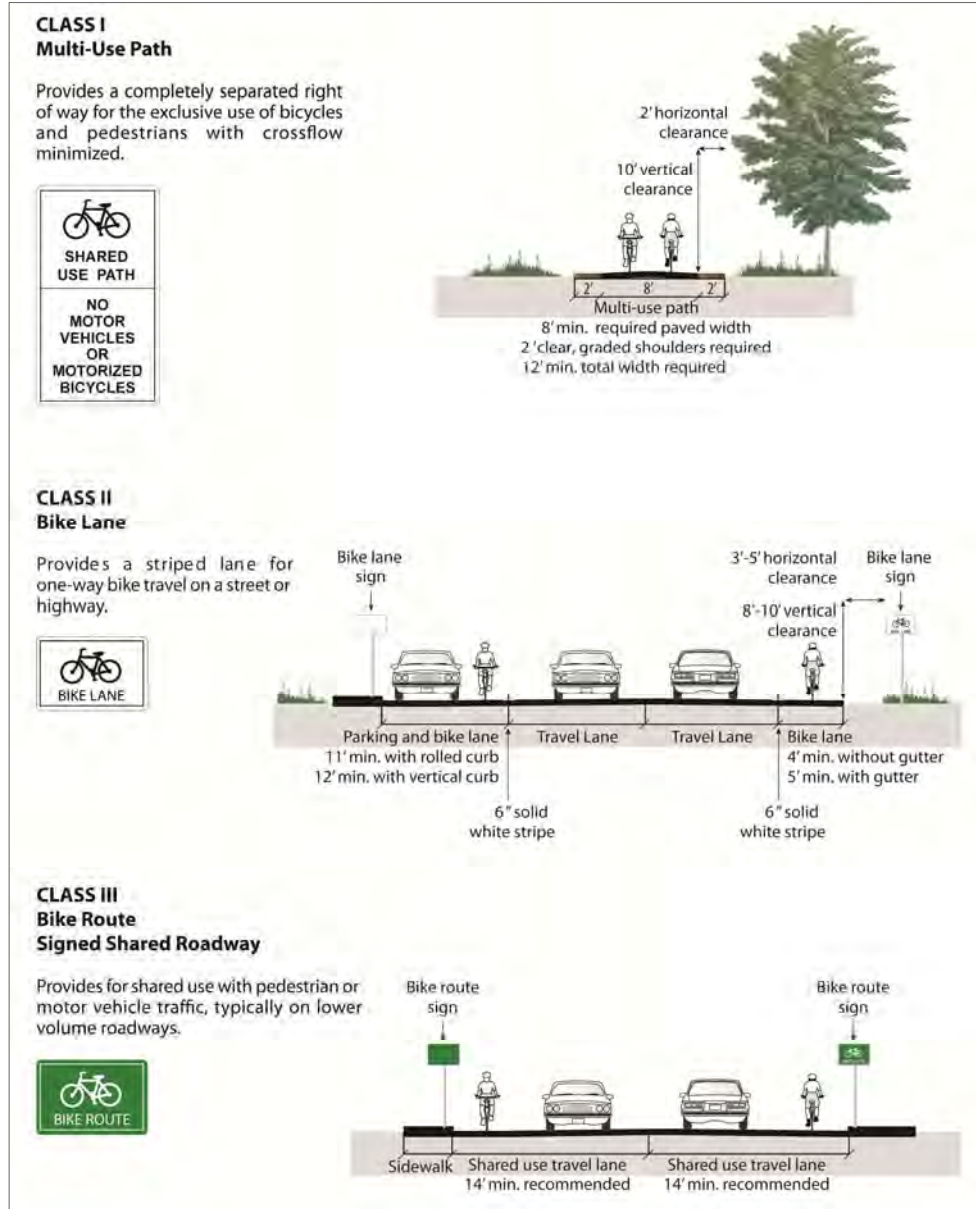 CLASS I
Multi-Use Path
Provides a completely separated right
of way for the exclusive use of bicycles
and pedestrians with crossflow
minimized.
SHARED
USE PATH
NO
MOTOR
VEHICLES
OR
MOTORIZED
BICYCLES
2' horizontal
clearance
10' vertical
clearance
2' 8' 2'
Multi-use path
8' min. required paved width
2' clear, graded shoulders required
12' min. total width required
CLASS II
Bike Lane
Provides a striped lane for
one-way bike travel on a street or
highway.
BIKE LANE
Bike lane
sign
3'-5' horizontal
clearance
8'-10' vertical
clearance
Bike lane
sign
Parking and bike lane
11' min. with rolled curb
12' min. with vertical curb
Travel Lane
Travel Lane
Bike lane
4' min. without gutter
5' min. with gutter
6" solid
white stripe
6" solid
white stripe
CLASS III
Bike Route
Signed Shared Roadway
Provides for shared use with pedestrian or
motor vehicle traffic, typically on lower
volume roadways.
BIKE ROUTE
Bike route
sign
Bike route
sign
Sidewalk
Shared use travel lane
14' min. recommended
Shared use travel lane
14' min. recommended